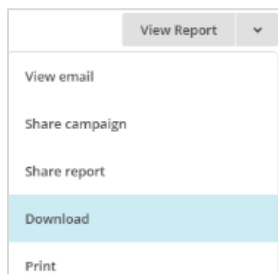 View Report
View email
Share campaign
Share report
Download
Print